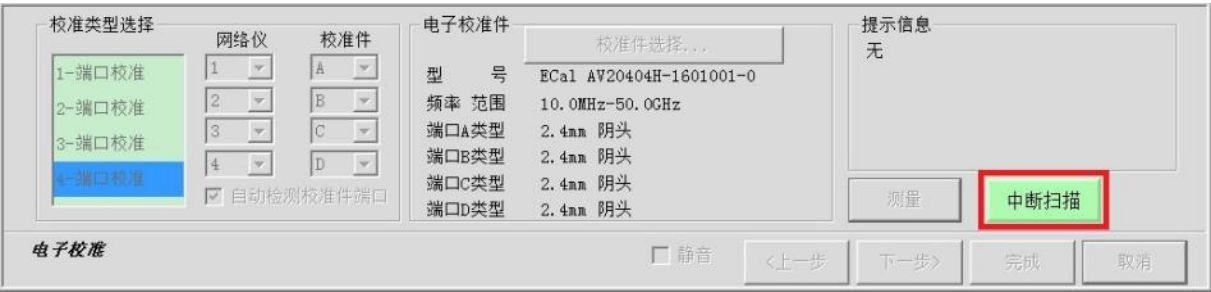 校准类型选择
1-端口校准
2-端口校准
3-端口校准
4-端口校准
网络仪 校准件
1 A
2 B
3 C
4 D
自动检测校准件端口
电子校准件
校准件选择...
型 号 ECal AV20404H-1601001-0
频率 范围 10.0MHz-50.0GHz
端口A类型 2.4mm 阴头
端口B类型 2.4mm 阴头
端口C类型 2.4mm 阴头
端口D类型 2.4mm 阴头
提示信息
无
测量 中断扫描
电子校准 静音 <上一步 下一步> 完成 取消